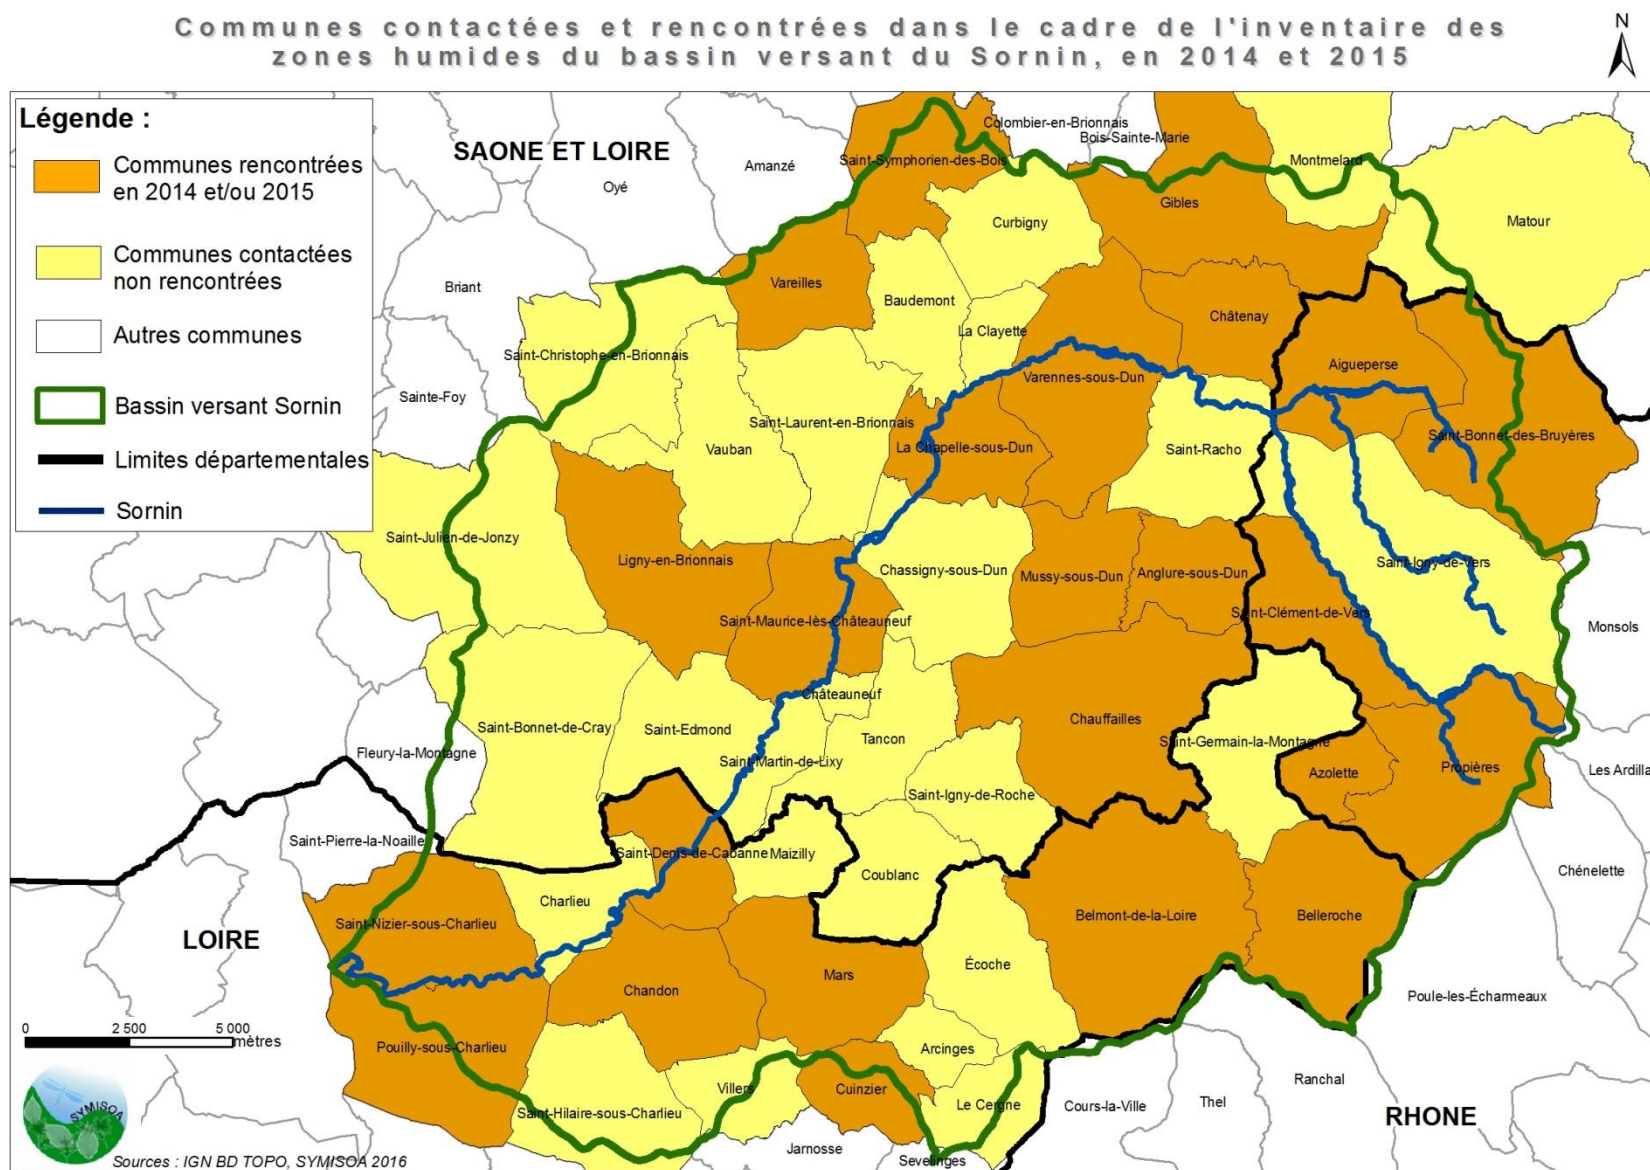 Communes contactées et rencontrées dans le cadre de l'inventaire des
zones humides du bassin versant du Sornin, en 2014 et 2015
N
Légende :
Communes rencontrées
en 2014 et/ou 2015
Communes contactées
non rencontrées
Autres communes
Bassin versant Sornin
Limites départementales
Sornin
SAONE ET LOIRE
Colombier-en-Brionnais
Bois-Sainte-Marie
Amanzé
Saint-Symphorien-des-Bois
Montmelard
Oyé
Gibles
Curbigny
Matour
Vareilles
Briant
Baudemont
Châtenay
La Clayette
Saint-Christophe-en-Brionnais
Aigueperse
Varennes-sous-Dun
Sainte-Foy
Saint-Laurent-en-Brionnais
Saint-Bonnet-des-Bruyères
Vauban
La Chapelle-sous-Dun
Saint-Racho
Saint-Julien-de-Jonzy
Ligny-en-Brionnais
Chassigny-sous-Dun
Mussy-sous-Dun
Anglure-sous-Dun
Saint-Igny-de-Vers
Saint-Maurice-lès-Châteauneuf
Saint-Clément-de-Vers
Monsols
Châteauneuf
Saint-Bonnet-de-Cray
Saint-Edmond
Chauffailles
Tancon
Saint-Germain-la-Montagne
Fleury-la-Montagne
Saint-Martin-de-Lixy
Azolette
Propières
Les Ardilla
Saint-Igny-de-Roche
Saint-Pierre-la-Noaille
Saint-Denis-de-Cabanne
Maizilly
Charlieu
Coublanc
Chénelette
Saint-Nizier-sous-Charlieu
Belmont-de-la-Loire
Belleroche
LOIRE
Écoche
Mars
Chandon
Poule-les-Écharmeaux
0 2 500 5 000
mètres
Pouilly-sous-Charlieu
Arcinges
Villers
Cuinzier
Ranchal
Le Cergne
Cours-la-Ville
Thel
Saint-Hilaire-sous-Charlieu
RHONE
SYMISOA
Jarnosse
Sevelinges
Sources : IGN BD TOPO, SYMISOA 2016